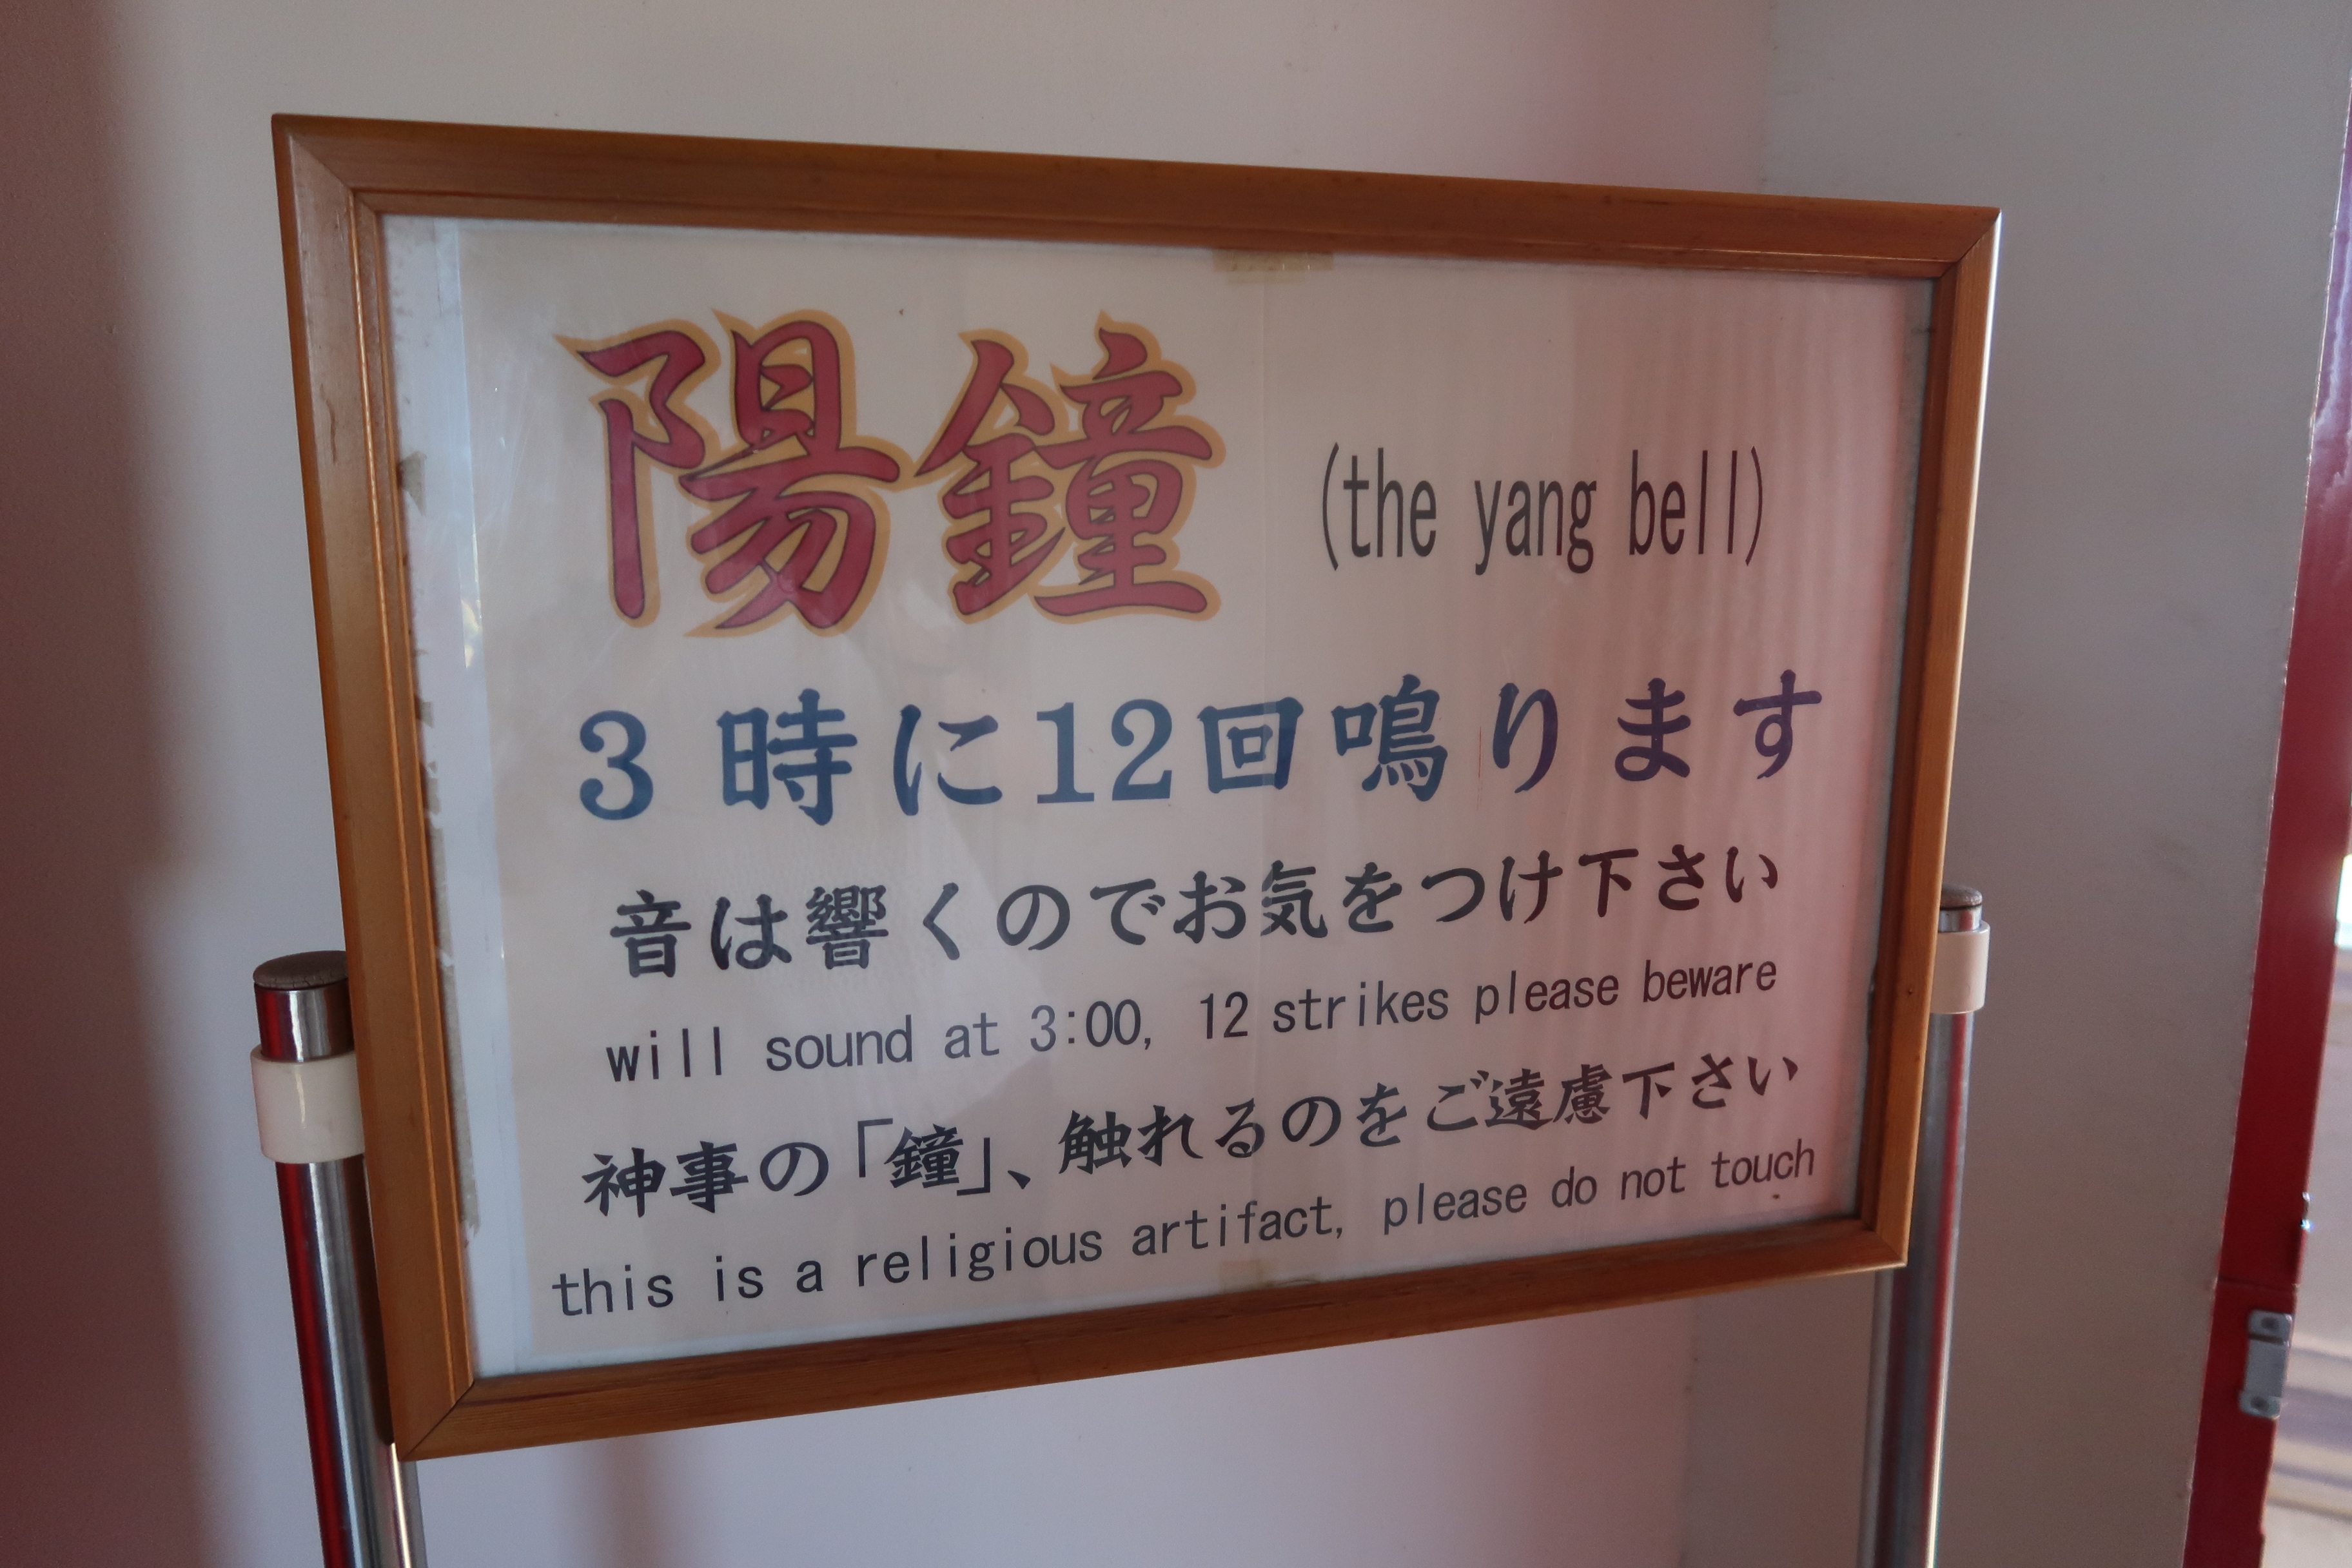 陽鐘 (the yang bell)
3時に12回鳴ります
音は響くのでお気をつけ下さい
will sound at 3:00, 12 strikes please beware
神事の「鐘」、触れるのをご遠慮下さい
this is a religious artifact, please do not touch